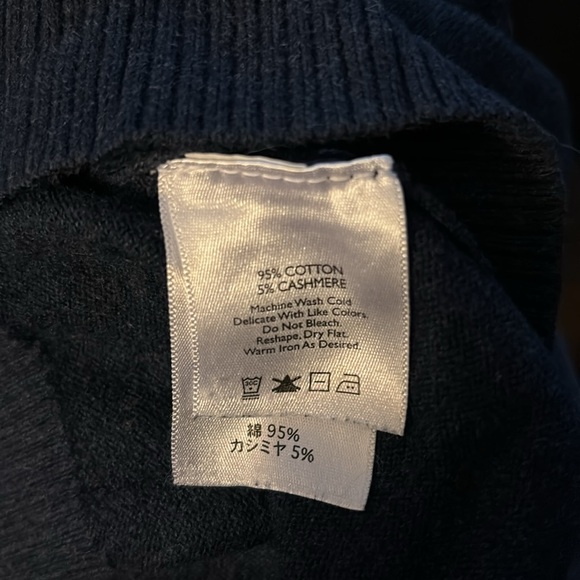 95% COTTON
5% CASHMERE
Machine Wash Cold
Delicate With Like Colors.
Do Not Bleach.
Reshape, Dry Flat.
Warm Iron As Desired.
30C
綿 95%
カシミヤ 5%